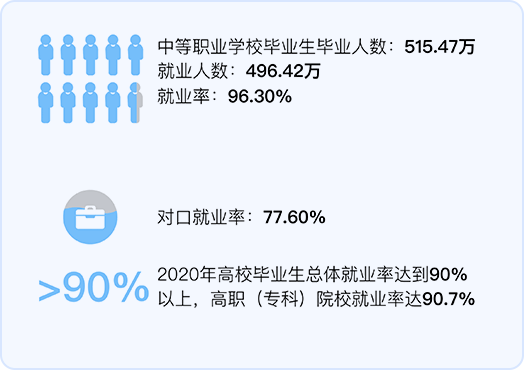 中等职业学校毕业生毕业人数：515.47万
就业人数：496.42万
就业率：96.30%
对口就业率：77.60%
>90%
2020年高校毕业生总体就业率达到90%
以上，高职（专科）院校就业率达90.7%